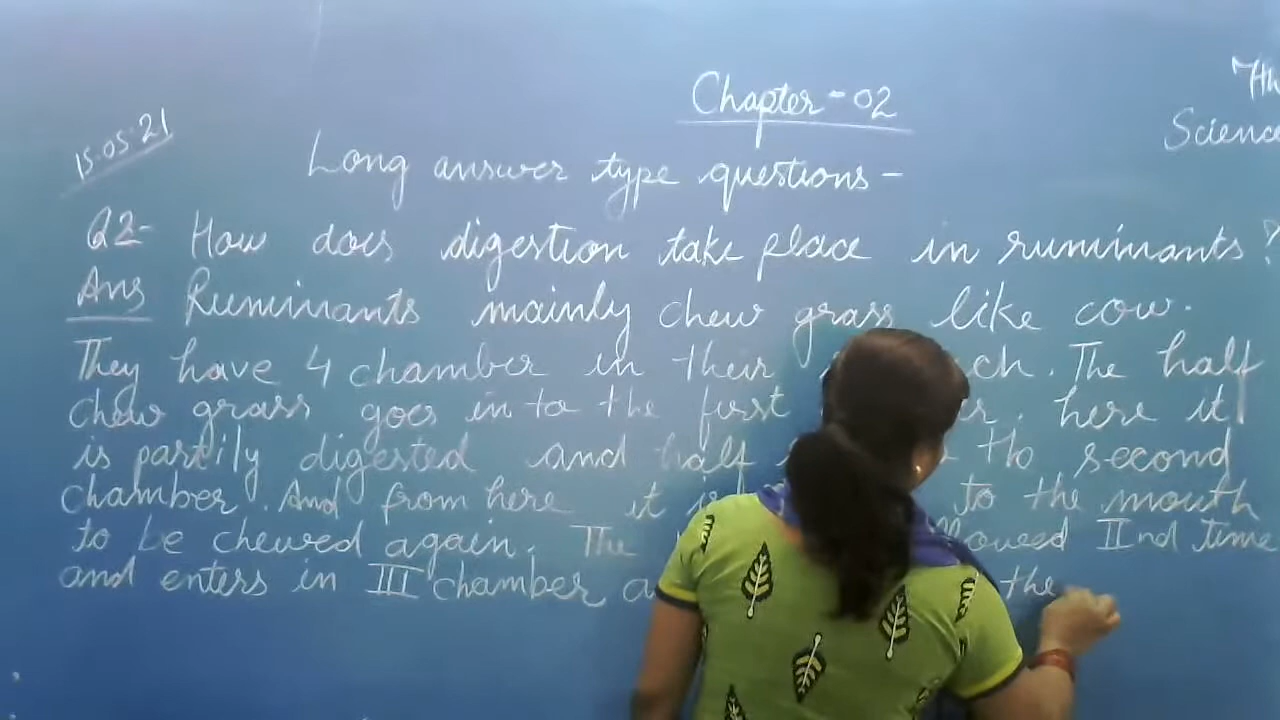 Chapter - 02
7th
Science
15.05.21
Long answer type questions -
Q2- How does digestion take place in ruminants ?
Ans Ruminants mainly chew grass like cow.
They have 4 chamber in their ch. The half
chew grass goes in to the first r. here it
is partily digested and half the second
chamber. And from here it is to the mouth
to be chewed again. The llowed IInd time
and enters in III chamber a the